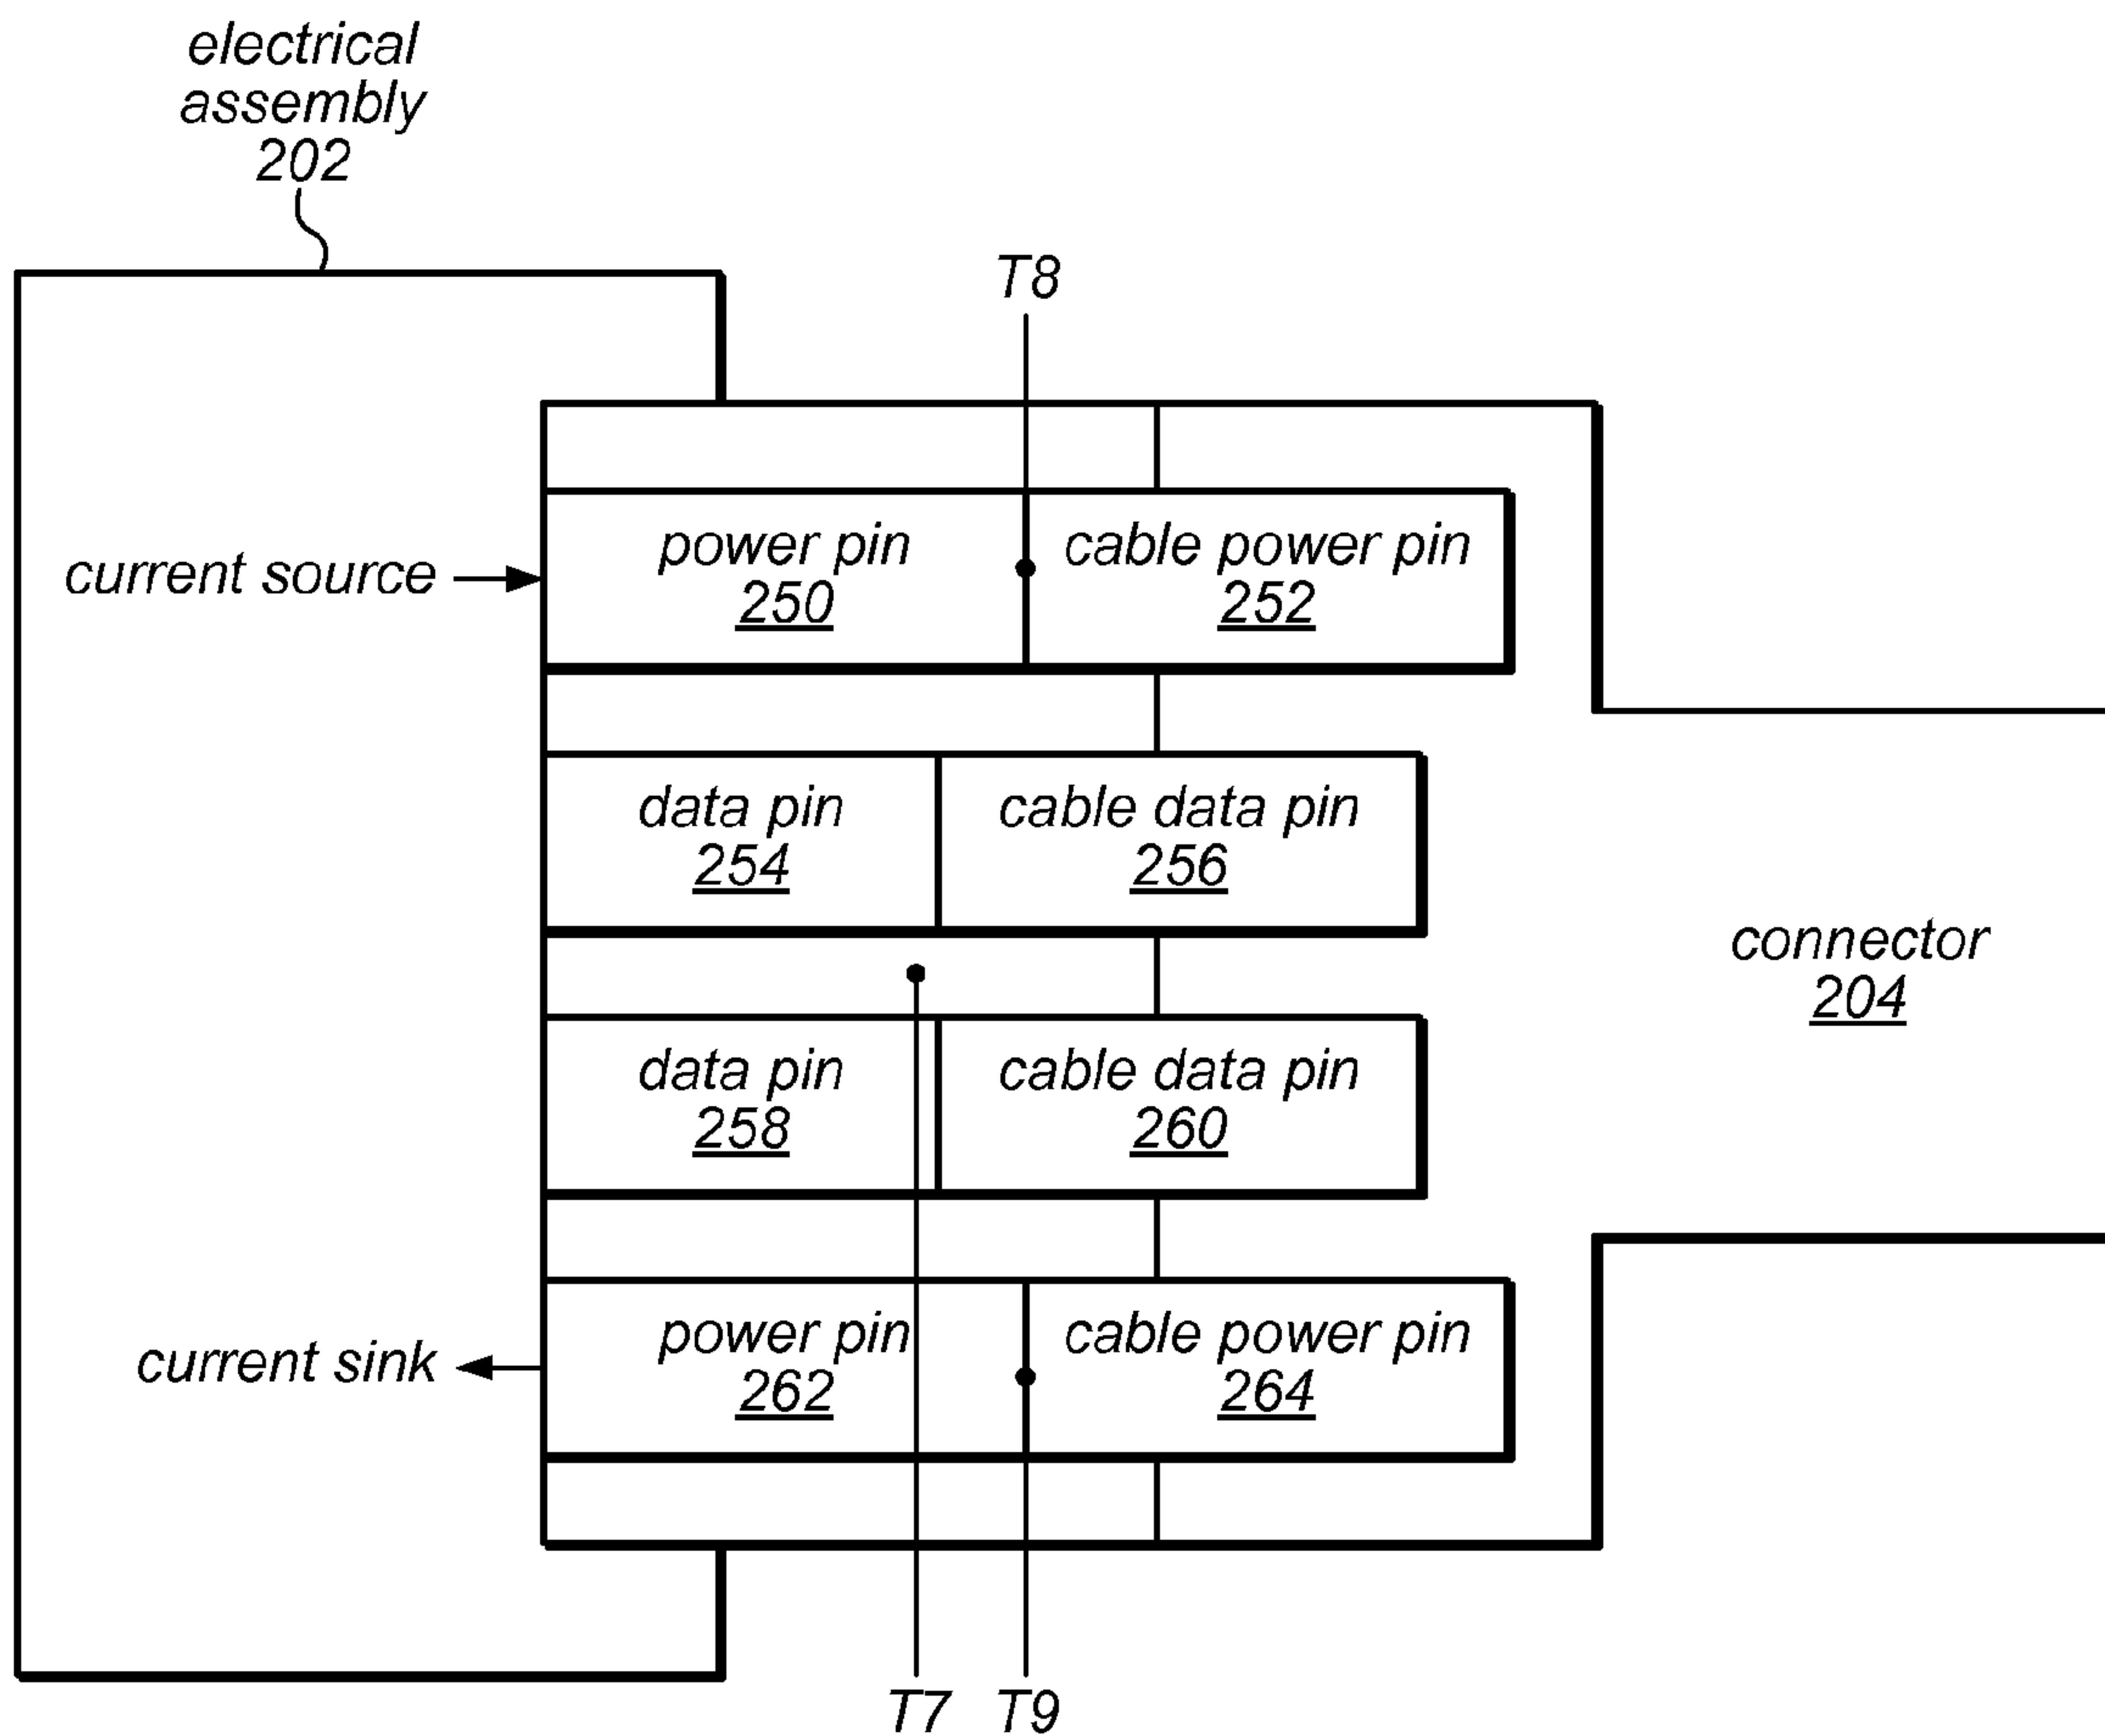 electrical
assembly
202
T8
current source
power pin
250
cable power pin
252
data pin
254
cable data pin
256
connector
204
data pin
258
cable data pin
260
current sink
power pin
262
cable power pin
264
T7
T9